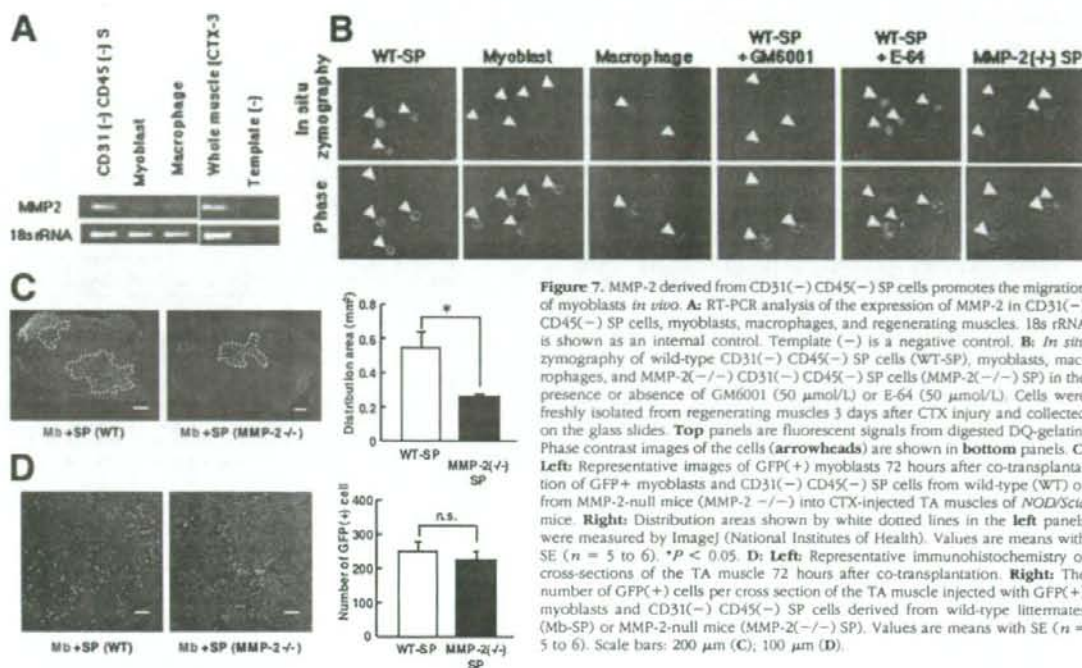 A
CD31 (-) CD45 (-) S
Myoblast
Macrophage
Whole muscle [CTX-3
Template (-)
MMP2
18s rRNA
B
WT-SP
Myoblast
Macrophage
WT-SP
+ GM6001
WT-SP
+ E-64
MMP-2 [-/-] SP
In situ
zymography
Phase
C
Mb +SP (WT)
Mb +SP (MMP-2 -/-)
Distribution area (mm²)
0.8
0.6
0.4
0.2
0
*
WT-SP
MMP-2(-/-)
SP
D
Mb +SP (WT)
Mb +SP (MMP-2 -/-)
Number of GFP(+) cell
400
300
200
100
0
n.s.
WT-SP
MMP-2(-/-)
SP
Figure 7. MMP-2 derived from CD31(−) CD45(−) SP cells promotes the migration
of myoblasts in vivo. A: RT-PCR analysis of the expression of MMP-2 in CD31(−)
CD45(−) SP cells, myoblasts, macrophages, and regenerating muscles. 18s rRNA
is shown as an internal control. Template (−) is a negative control. B: In situ
zymography of wild-type CD31(−) CD45(−) SP cells (WT-SP), myoblasts, mac
rophages, and MMP-2(−/−) CD31(−) CD45(−) SP cells (MMP-2(−/−) SP) in the
presence or absence of GM6001 (50 μmol/L) or E-64 (50 μmol/L). Cells were
freshly isolated from regenerating muscles 3 days after CTX injury and collected
on the glass slides. Top panels are fluorescent signals from digested DQ-gelatin
Phase contrast images of the cells (arrowheads) are shown in bottom panels. C
Left: Representative images of GFP(+) myoblasts 72 hours after co-transplanta
tion of GFP+ myoblasts and CD31(−) CD45(−) SP cells from wild-type (WT) o
from MMP-2-null mice (MMP-2 −/−) into CTX-injected TA muscles of NOD/Sci
mice. Right: Distribution areas shown by white dotted lines in the left panel
were measured by ImageJ (National Institutes of Health). Values are means with
SE (n = 5 to 6). *P < 0.05. D: Left: Representative immunohistochemistry o
cross-sections of the TA muscle 72 hours after co-transplantation. Right: The
number of GFP(+) cells per cross section of the TA muscle injected with GFP(+)
myoblasts and CD31(−) CD45(−) SP cells derived from wild-type littermate
(Mb-SP) or MMP-2-null mice (MMP-2(−/−) SP). Values are means with SE (n =
5 to 6). Scale bars: 200 μm (C); 100 μm (D).